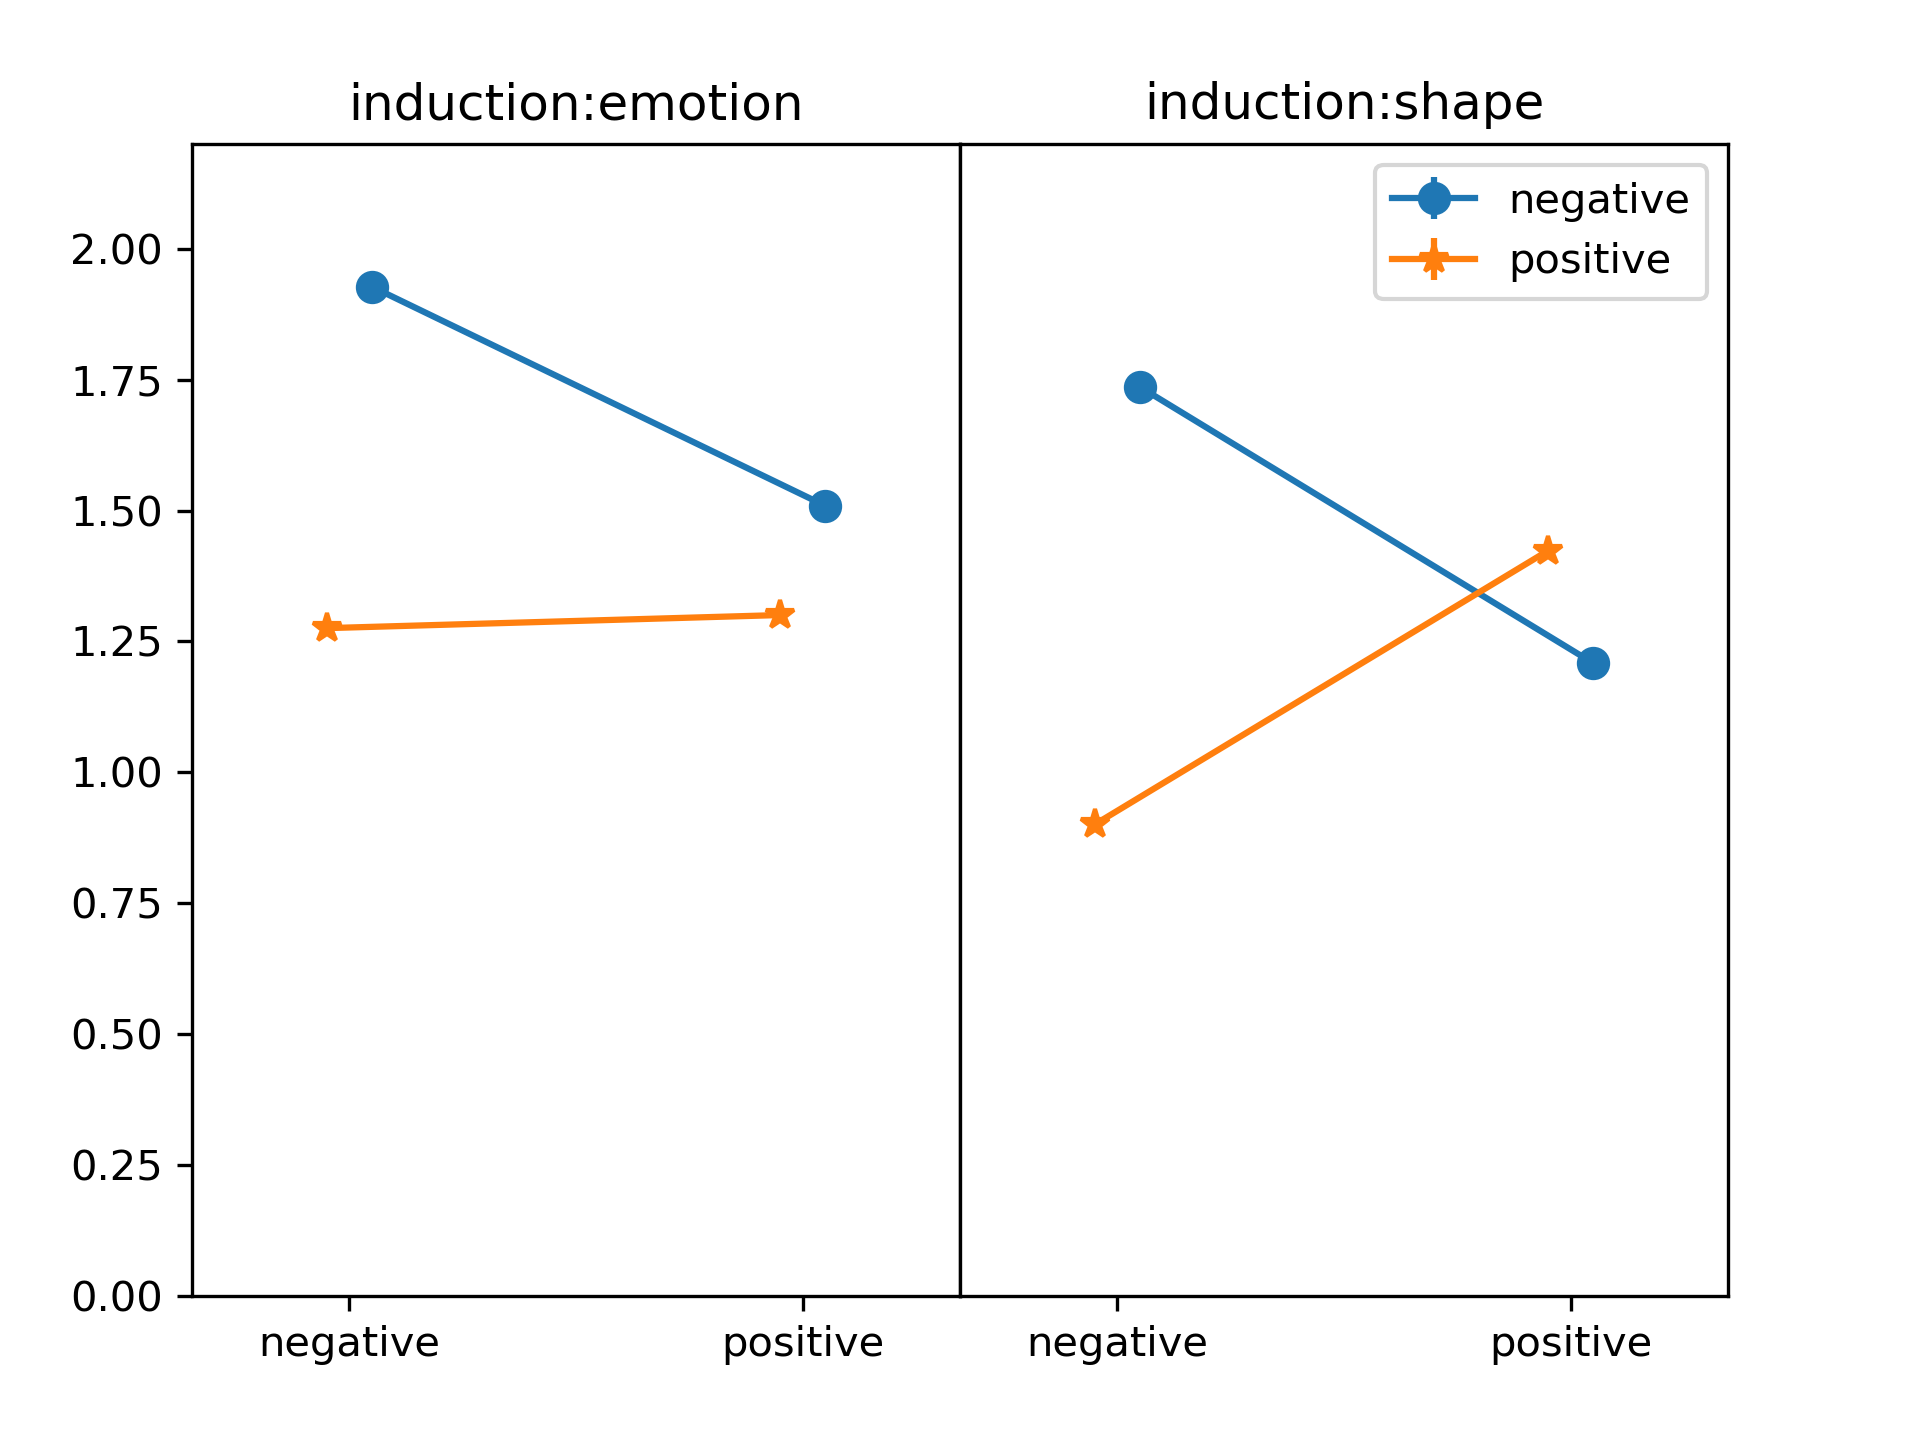 induction:emotion
induction:shape
negative
positive
2.00
1.75
1.50
1.25
1.00
0.75
0.50
0.25
0.00
negative positive negative positive